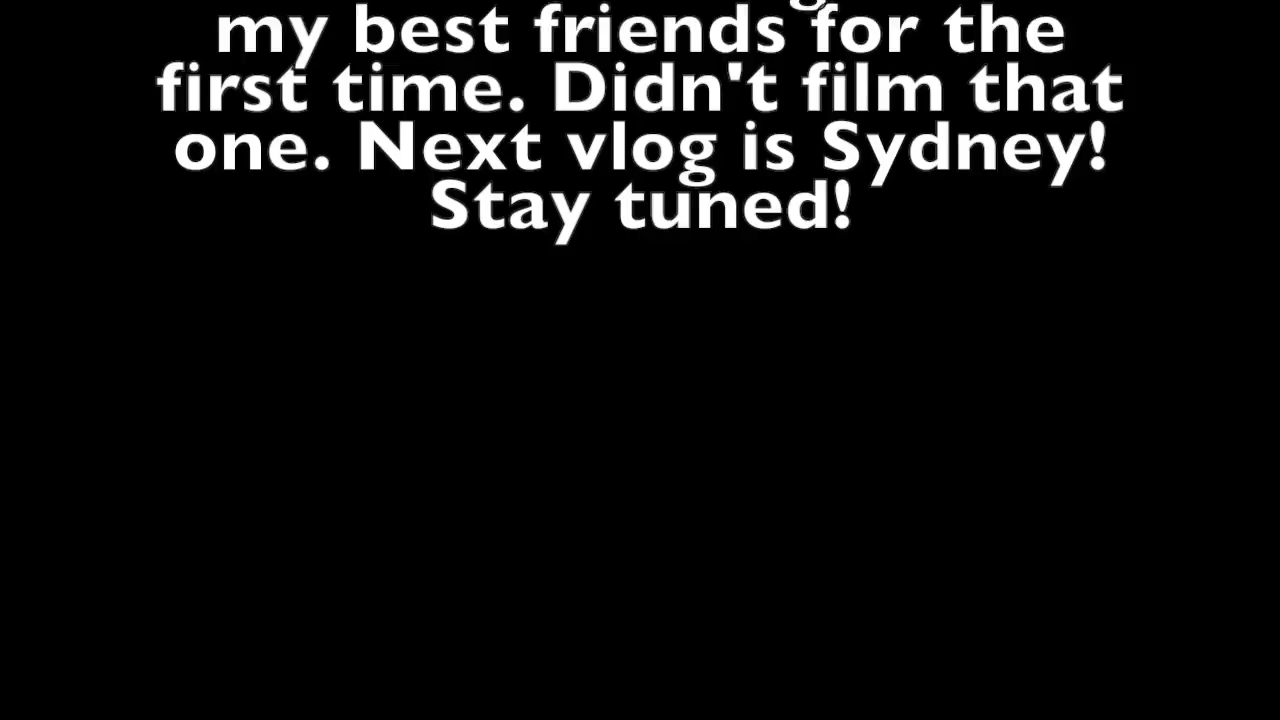 my best friends for the
first time. Didn't film that
one. Next vlog is Sydney!
Stay tuned!